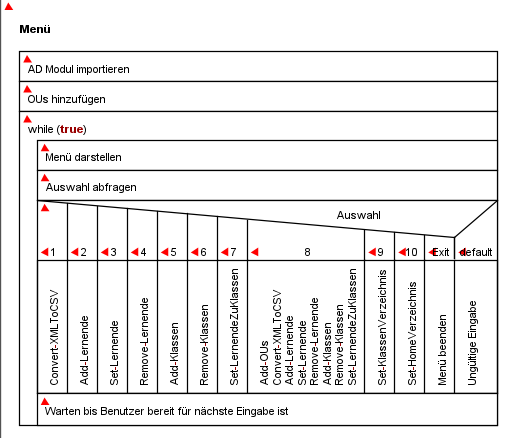 Menü
AD Modul importieren
OUs hinzufügen
while (true)
Menü darstellen
Auswahl abfragen
Auswahl
1
2
3
4
5
6
7
8
9
10
Exit
default
Convert-XMLToCSV
Add-Lernende
Set-Lernende
Remove-Lernende
Add-Klassen
Remove-Klassen
Set-LernendeZuKlassen
Add-OUs
Convert-XMLToCSV
Add-Lernende
Set-Lernende
Remove-Lernende
Add-Klassen
Remove-Klassen
Set-LernendeZuKlassen
Set-KlassenVerzeichnis
Set-HomeVerzeichnis
Menü beenden
Ungültige Eingabe
Warten bis Benutzer bereit für nächste Eingabe ist